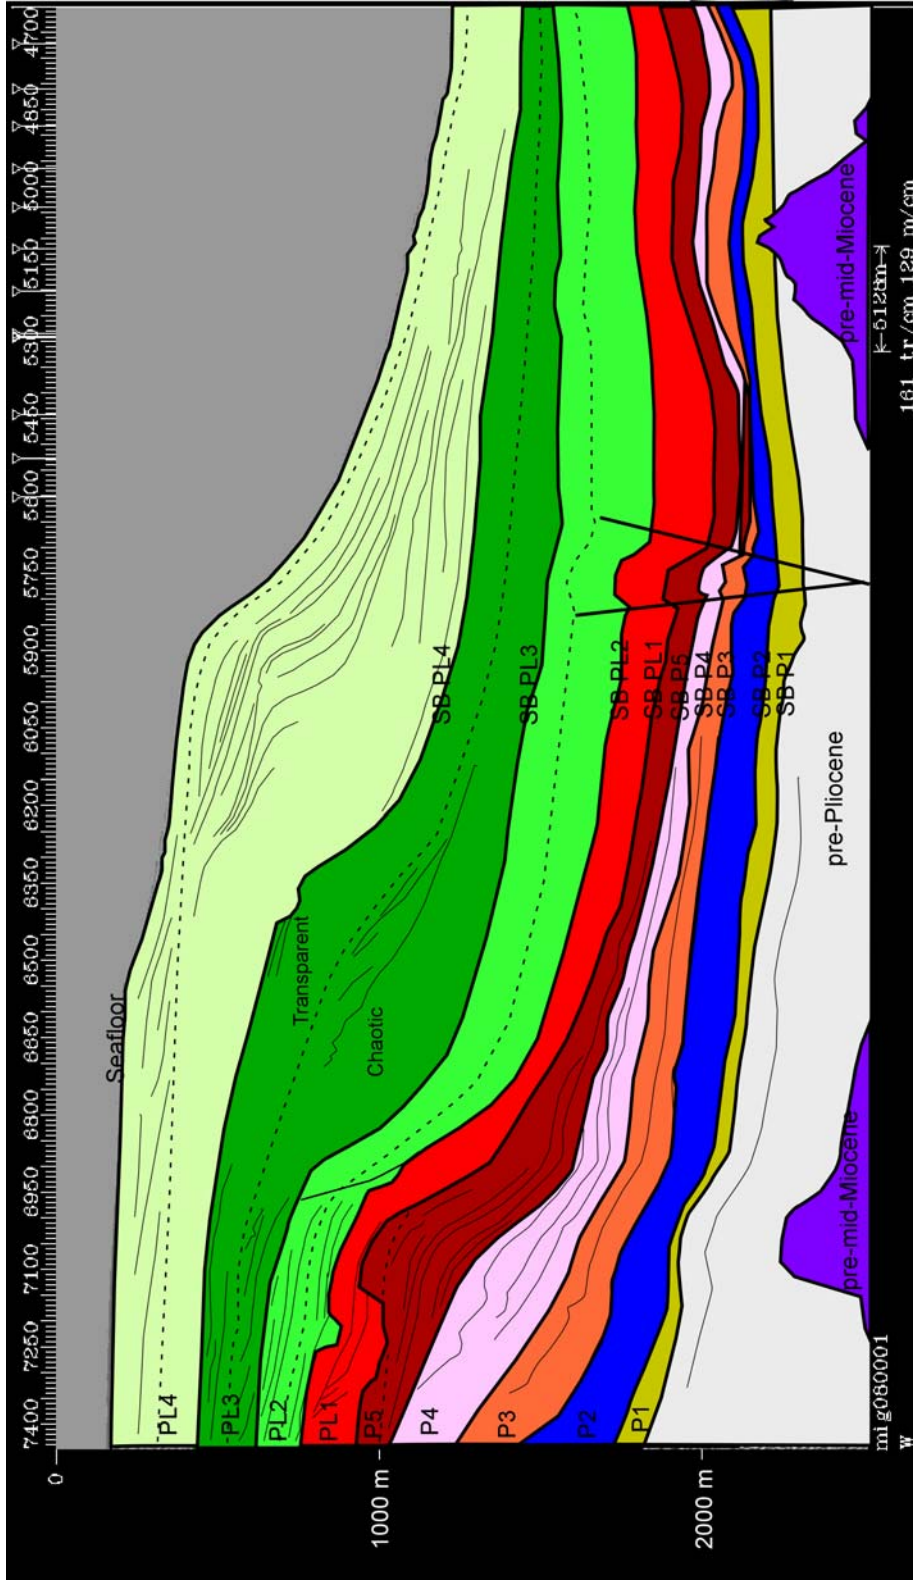 7400 7250 7100 6950 6800 6650 6500 6350 6200 6050 5900 5750 5600 5450 5300 5150 5000 4850 4700
0
Seafloor
PL4
Transparent
SB PL4
PL3
Chaotic
SB PL3
PL2
SB PL2
PL1
SB PL1
1000 m
P5
SB P5
P4
SB P4
P3
SB P3
P2
SB P2
P1
SB P1
2000 m
pre-Pliocene
pre-mid-Miocene
pre-mid-Miocene
mig080001
5128m
W
161 tr/cm 129 m/cm